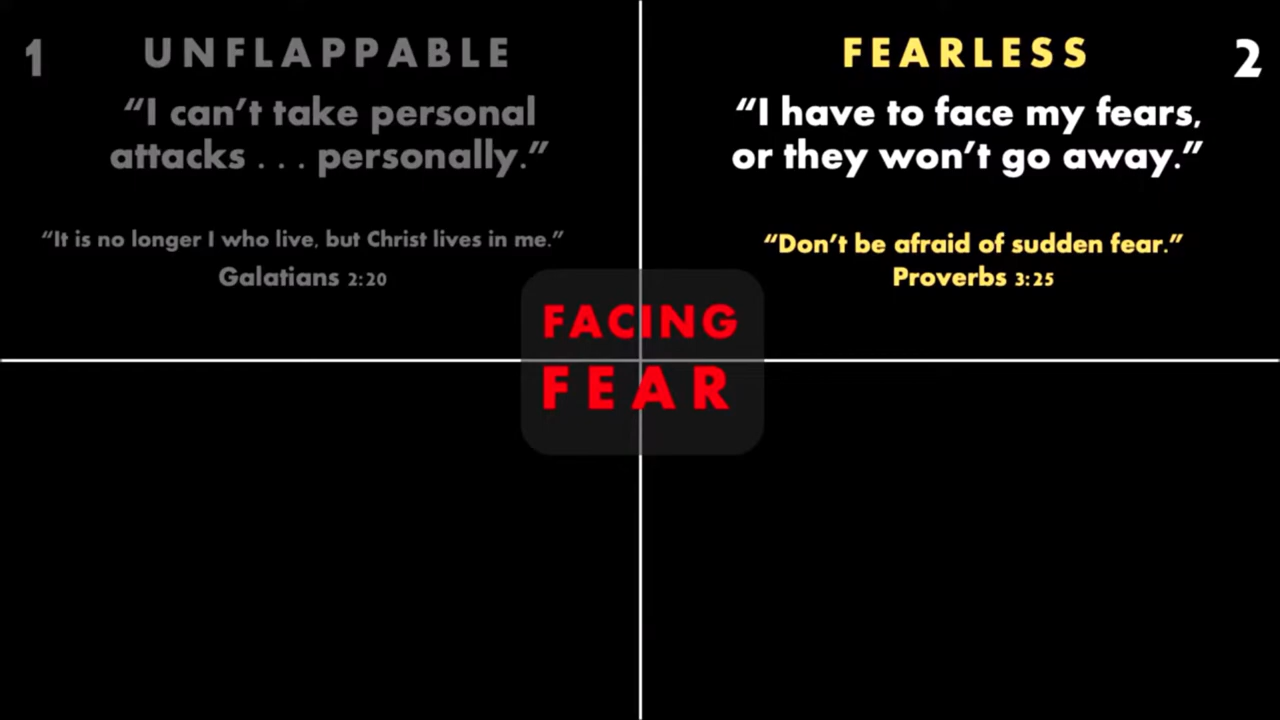 1
UNFLAPPABLE
“I can’t take personal
attacks . . . personally.”
“It is no longer I who live, but Christ lives in me.”
Galatians 2:20
FEARLESS
2
“I have to face my fears,
or they won’t go away.”
“Don’t be afraid of sudden fear.”
Proverbs 3:25
FACING
FEAR